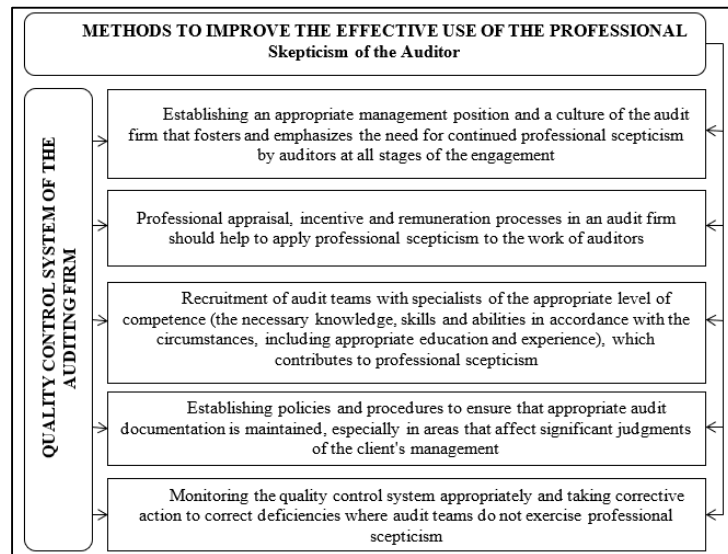 METHODS TO IMPROVE THE EFFECTIVE USE OF THE PROFESSIONAL
Skepticism of the Auditor
QUALITY CONTROL SYSTEM OF THE
AUDITING FIRM
Establishing an appropriate management position and a culture of the audit
firm that fosters and emphasizes the need for continued professional scepticism
by auditors at all stages of the engagement
Professional appraisal, incentive and remuneration processes in an audit firm
should help to apply professional scepticism to the work of auditors
Recruitment of audit teams with specialists of the appropriate level of
competence (the necessary knowledge, skills and abilities in accordance with the
circumstances, including appropriate education and experience), which
contributes to professional scepticism
Establishing policies and procedures to ensure that appropriate audit
documentation is maintained, especially in areas that affect significant judgments
of the client's management
Monitoring the quality control system appropriately and taking corrective
action to correct deficiencies where audit teams do not exercise professional
scepticism